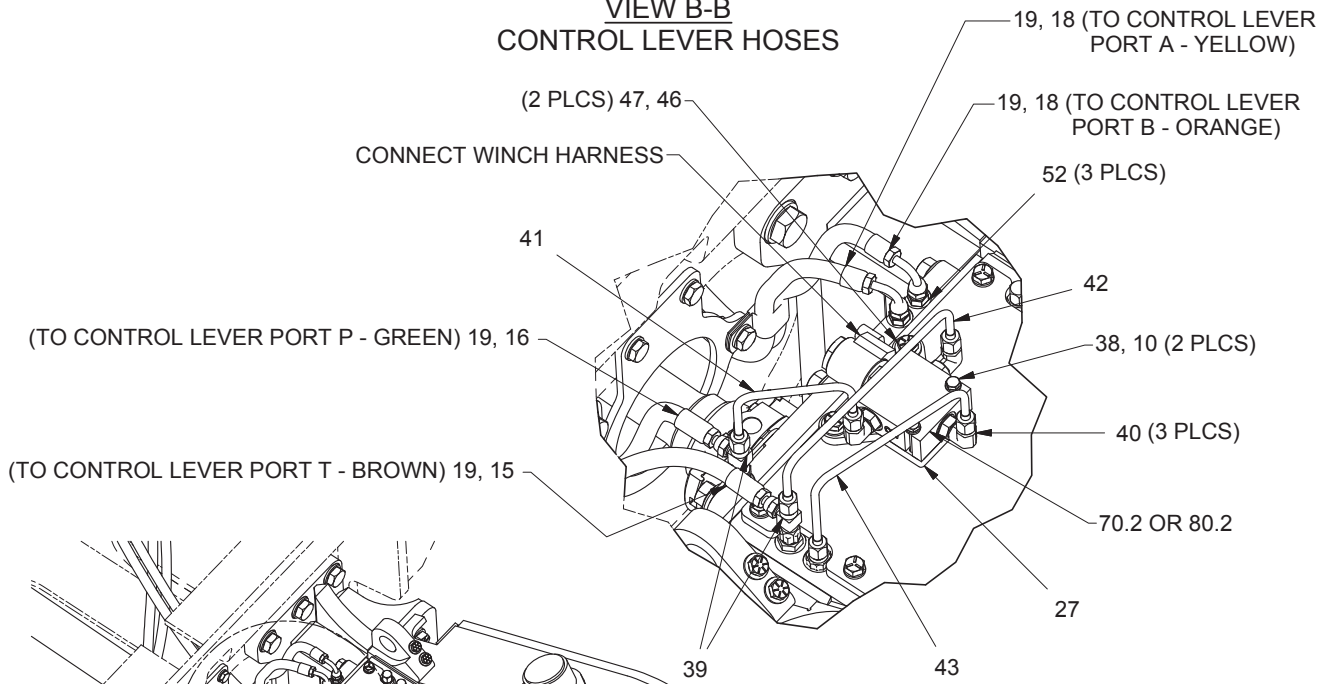 VIEW B-B
CONTROL LEVER HOSES
19, 18 (TO CONTROL LEVER
PORT A - YELLOW)
(2 PLCS) 47, 46
19, 18 (TO CONTROL LEVER
PORT B - ORANGE)
CONNECT WINCH HARNESS
52 (3 PLCS)
41
42
(TO CONTROL LEVER PORT P - GREEN) 19, 16
38, 10 (2 PLCS)
40 (3 PLCS)
(TO CONTROL LEVER PORT T - BROWN) 19, 15
70.2 OR 80.2
27
39
43